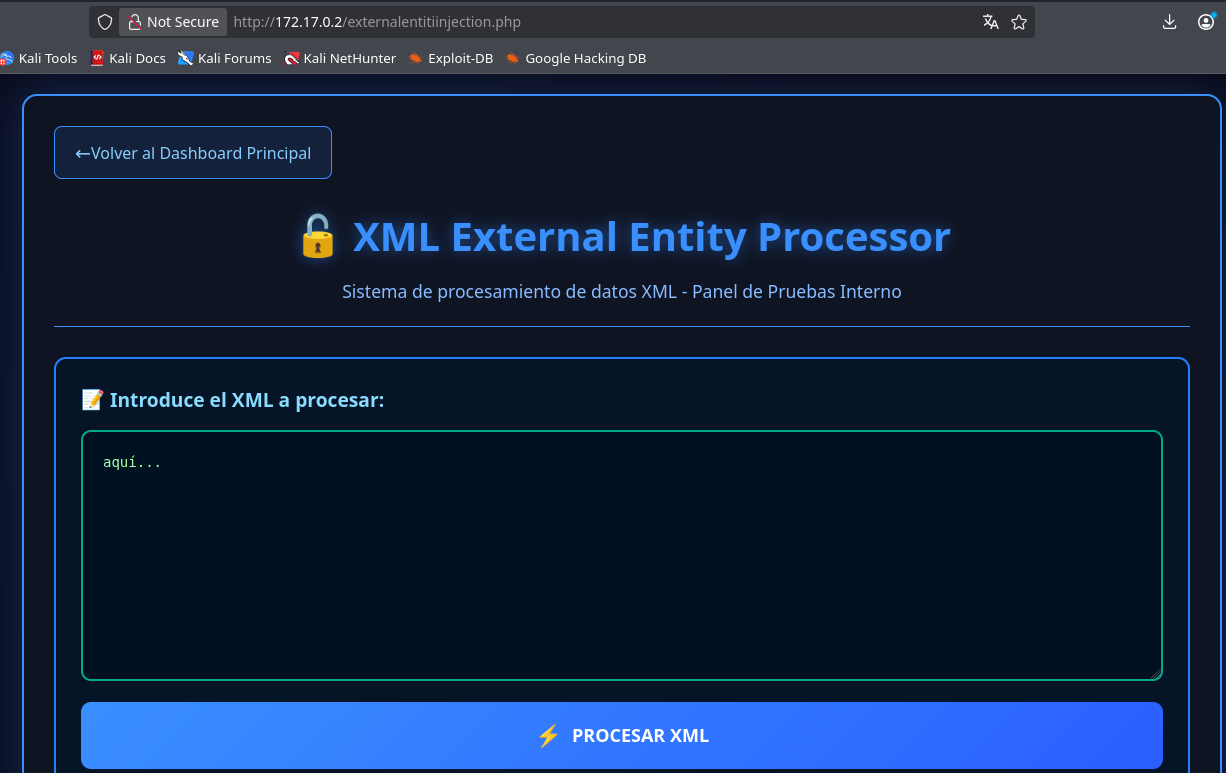 Not Secure http://172.17.0.2/externalentitiinjection.php
Kali Tools Kali Docs Kali Forums Kali NetHunter Exploit-DB Google Hacking DB
←Volver al Dashboard Principal
XML External Entity Processor
Sistema de procesamiento de datos XML - Panel de Pruebas Interno
Introduce el XML a procesar:
aquí...
PROCESAR XML